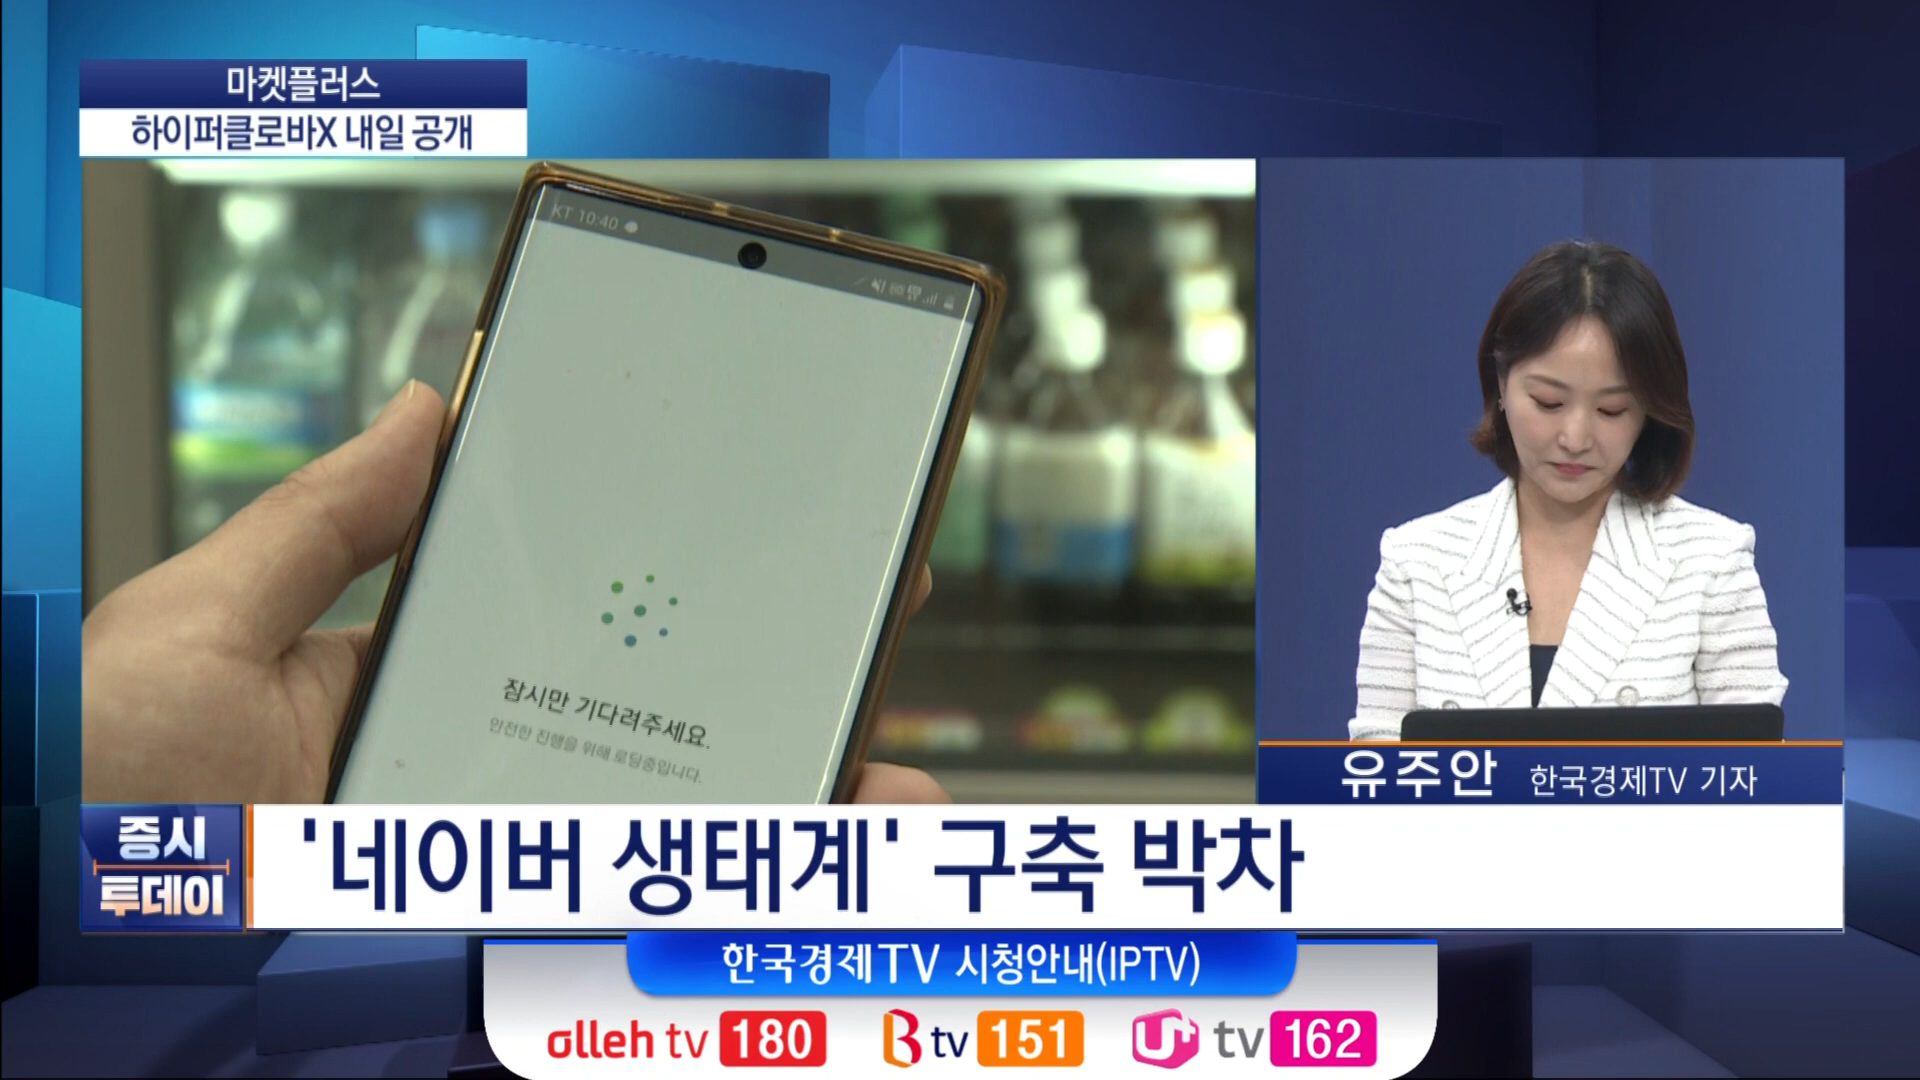 마켓플러스
하이퍼클로바X 내일 공개
KT 10:40
잠시만 기다려주세요.
안전한 진행을 위해 로딩중입니다.
유주안 한국경제TV 기자
증시
투데이
'네이버 생태계' 구축 박차
한국경제TV 시청안내(IPTV)
olleh tv 180 B tv 151 U+ tv 162